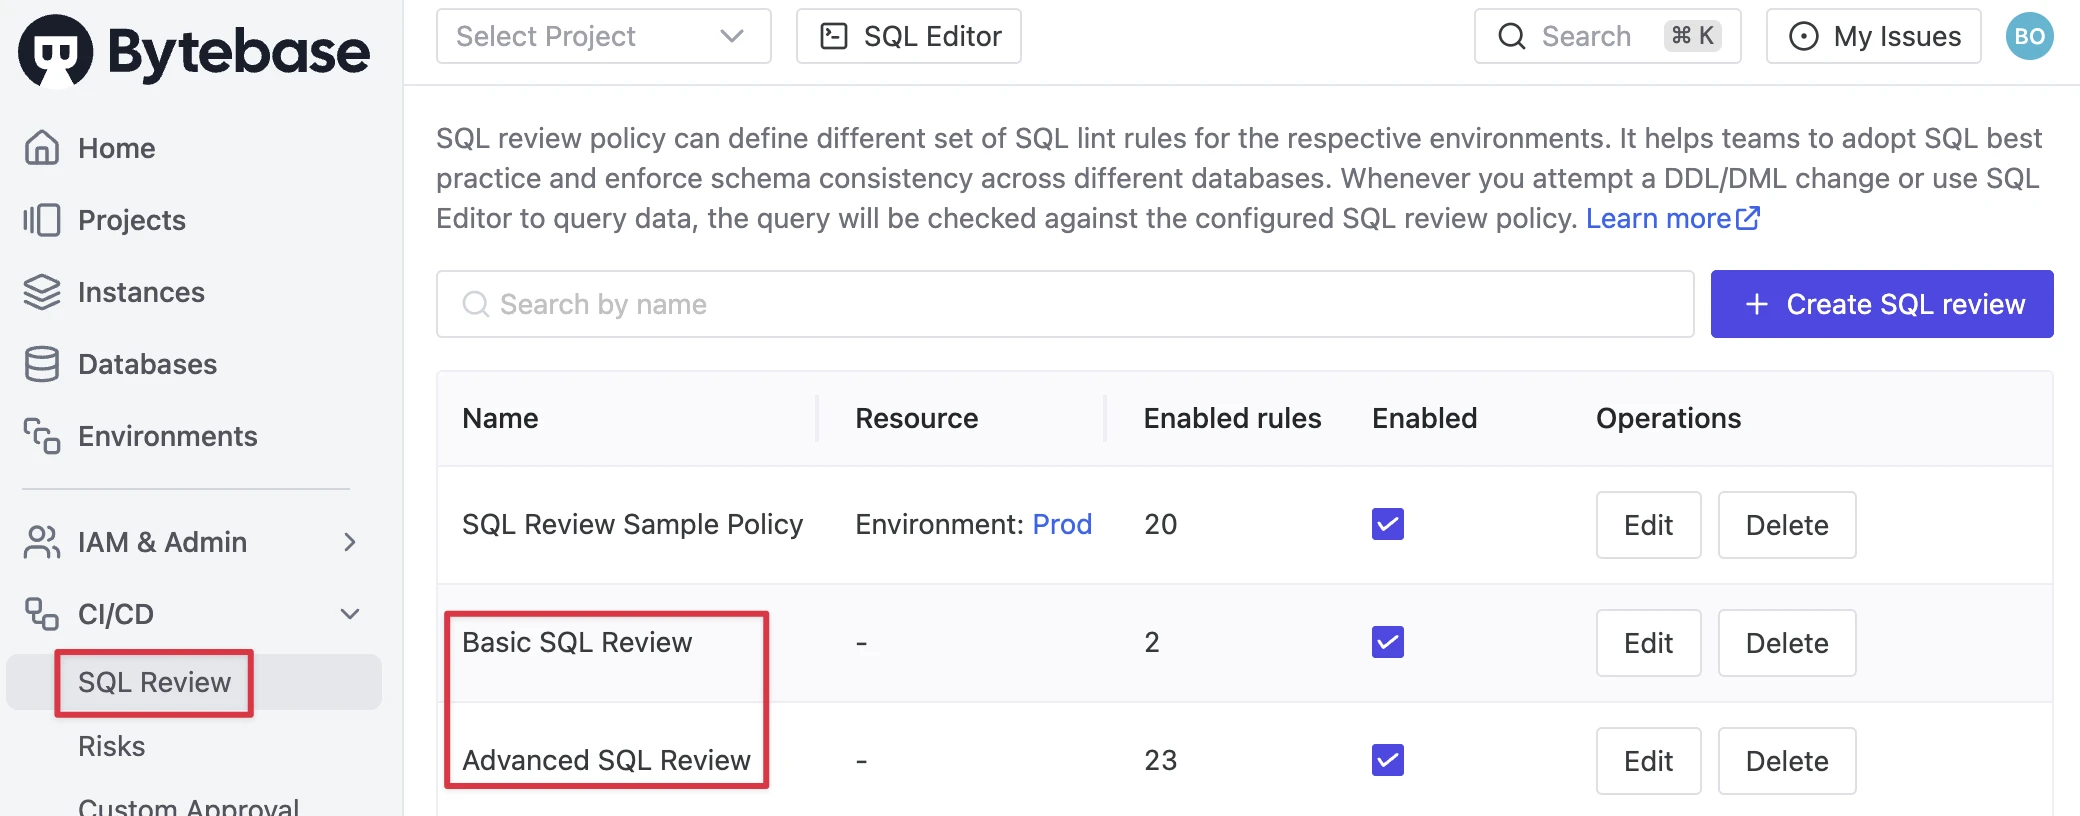 Bytebase
Select Project
SQL Editor
Search
⌘ K
My Issues
BO
Home
Projects
Instances
Databases
Environments
IAM & Admin
CI/CD
SQL Review
Risks
Custom Approval
SQL review policy can define different set of SQL lint rules for the respective environments. It helps teams to adopt SQL best
practice and enforce schema consistency across different databases. Whenever you attempt a DDL/DML change or use SQL
Editor to query data, the query will be checked against the configured SQL review policy. Learn more
Search by name
+ Create SQL review
Name Resource Enabled rules Enabled Operations
SQL Review Sample Policy Environment: Prod 20 Edit Delete
Basic SQL Review - 2 Edit Delete
Advanced SQL Review - 23 Edit Delete